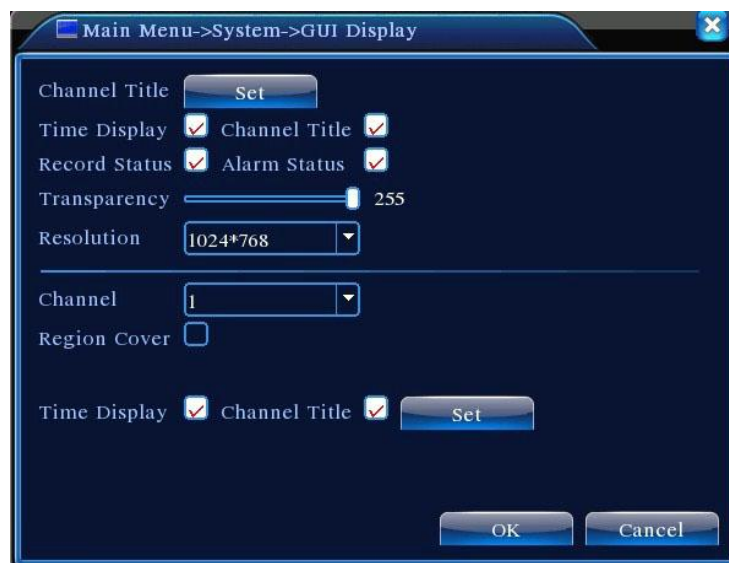 Main Menu->System->GUI Display
Channel Title Set
Time Display Channel Title
Record Status Alarm Status
Transparency 255
Resolution 1024*768
Channel 1
Region Cover
Time Display Channel Title Set
OK Cancel